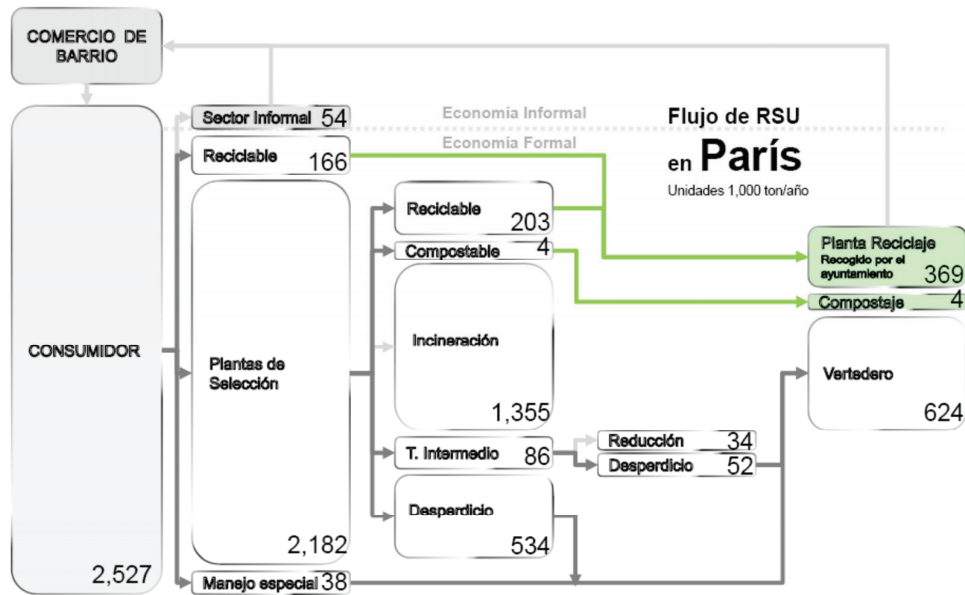 COMERCIO DE
BARRIO
Flujo de RSU
en París
Unidades 1,000 ton/año
Economía Informal
Economía Formal
CONSUMIDOR
2,527
Sector Informal 54
Reciclable
166
Plantas de
Selección
2,182
Manejo especial 38
Reciclable
203
Compostable 4
Incineración
1,355
T. Intermedio 86
Desperdicio
534
Reducción 34
Desperdicio 52
Planta Reciclaje
Recogido por el
ayuntamiento 369
Compostaje 4
Vertedero
624